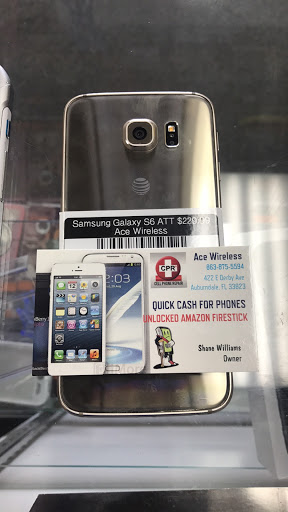 AT&T
Samsung Galaxy S6 ATT $220
Ace Wireless
Ace Wireless
863-875-5594
422 E Derby Ave
Auburndale, FL 33823
CPR
CELL PHONE REPAIR
QUICK CASH FOR PHONES
UNLOCKED AMAZON FIRESTICK
Shane Williams
Owner